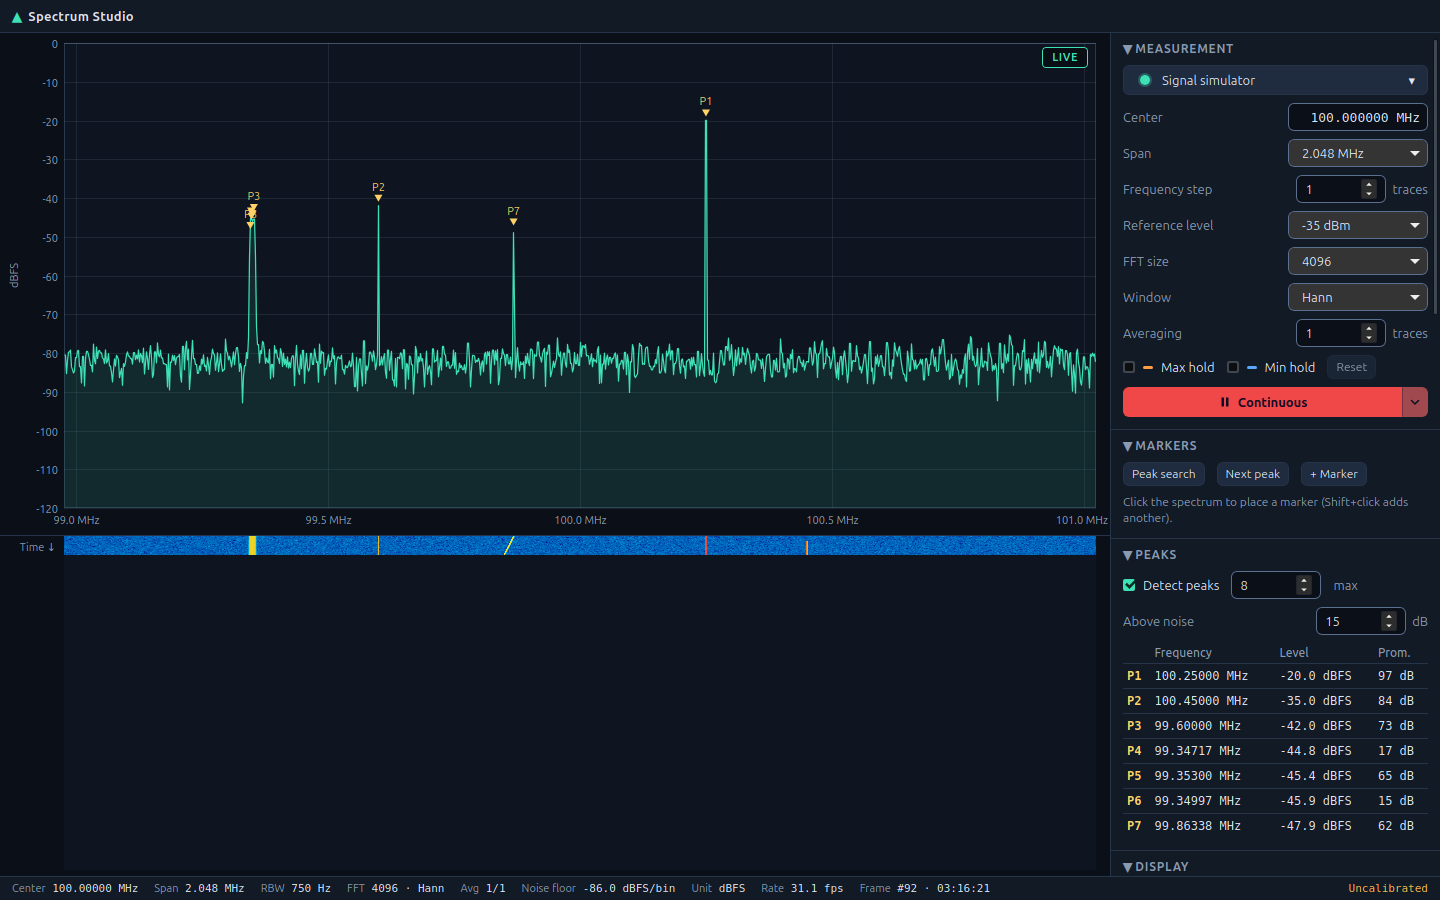 ▲ Spectrum Studio
LIVE
0
-10
-20
-30
-40
-50
-60
-70
-80
-90
-100
-110
-120
dBFS
P1
P2
P3
P7
99.0 MHz 99.5 MHz 100.0 MHz 100.5 MHz 101.0 MHz
Time ↓
▼ MEASUREMENT
Signal simulator ▾
Center 100.000000 MHz
Span 2.048 MHz
Frequency step 1 traces
Reference level -35 dBm
FFT size 4096
Window Hann
Averaging 1 traces
Max hold Min hold Reset
Continuous
▼ MARKERS
Peak search Next peak + Marker
Click the spectrum to place a marker (Shift+click adds
another).
▼ PEAKS
Detect peaks 8 max
Above noise 15 dB
Frequency Level Prom.
P1 100.25000 MHz -20.0 dBFS 97 dB
P2 100.45000 MHz -35.0 dBFS 84 dB
P3 99.60000 MHz -42.0 dBFS 73 dB
P4 99.34717 MHz -44.8 dBFS 17 dB
P5 99.35300 MHz -45.4 dBFS 65 dB
P6 99.34997 MHz -45.9 dBFS 15 dB
P7 99.86338 MHz -47.9 dBFS 62 dB
▼ DISPLAY
Center 100.00000 MHz Span 2.048 MHz RBW 750 Hz FFT 4096 · Hann Avg 1/1 Noise floor -86.0 dBFS/bin Unit dBFS Rate 31.1 fps Frame #92 · 03:16:21 Uncalibrated